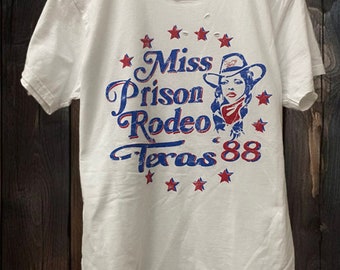 Miss
Prison
Rodeo
Texas '88